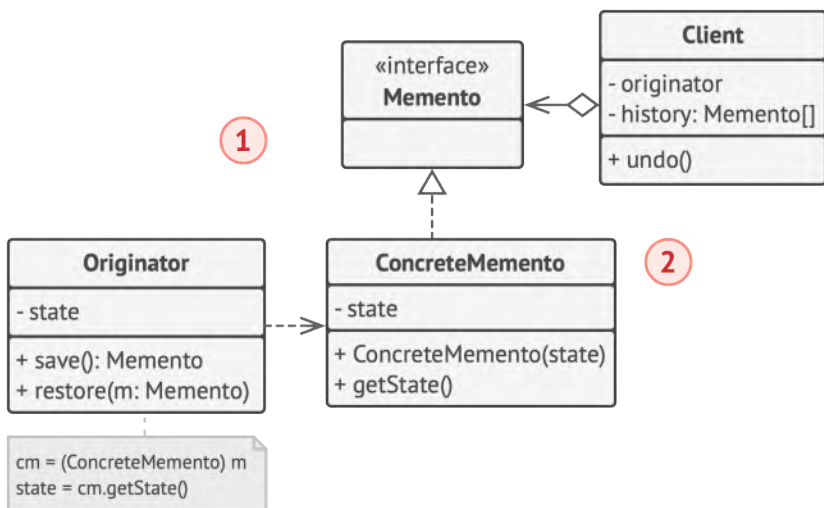 «interface»
Memento
Client
- originator
- history: Memento[]
+ undo()
1
Originator
- state
+ save(): Memento
+ restore(m: Memento)
ConcreteMemento
- state
+ ConcreteMemento(state)
+ getState()
2
cm = (ConcreteMemento) m
state = cm.getState()